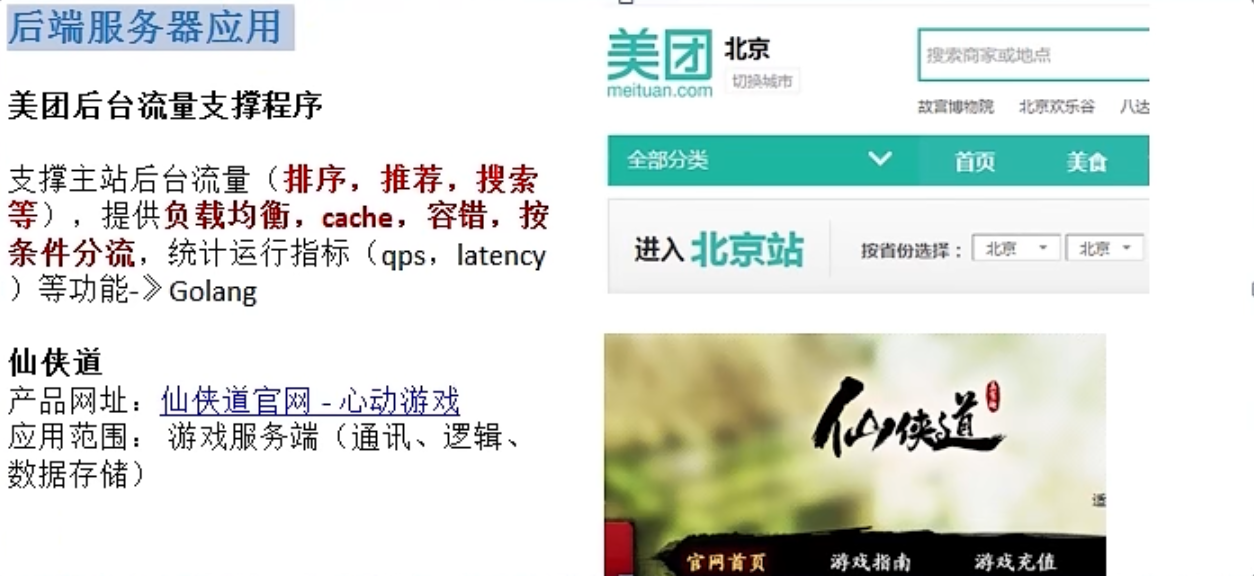 后端服务器应用
美团后台流量支撑程序
支撑主站后台流量（排序，推荐，搜索
等），提供负载均衡，cache，容错，按
条件分流，统计运行指标（qps，latency
）等功能-》Golang
仙侠道
产品网址：仙侠道官网 - 心动游戏
应用范围： 游戏服务端（通讯、逻辑、
数据存储）
美团
meituan.com
北京
切换城市
搜索商家或地点
故宫博物院 北京欢乐谷 八达
全部分类 首页 美食
进入北京站 按省份选择： 北京 北京
仙侠道
适
官网首页 游戏指南 游戏充值